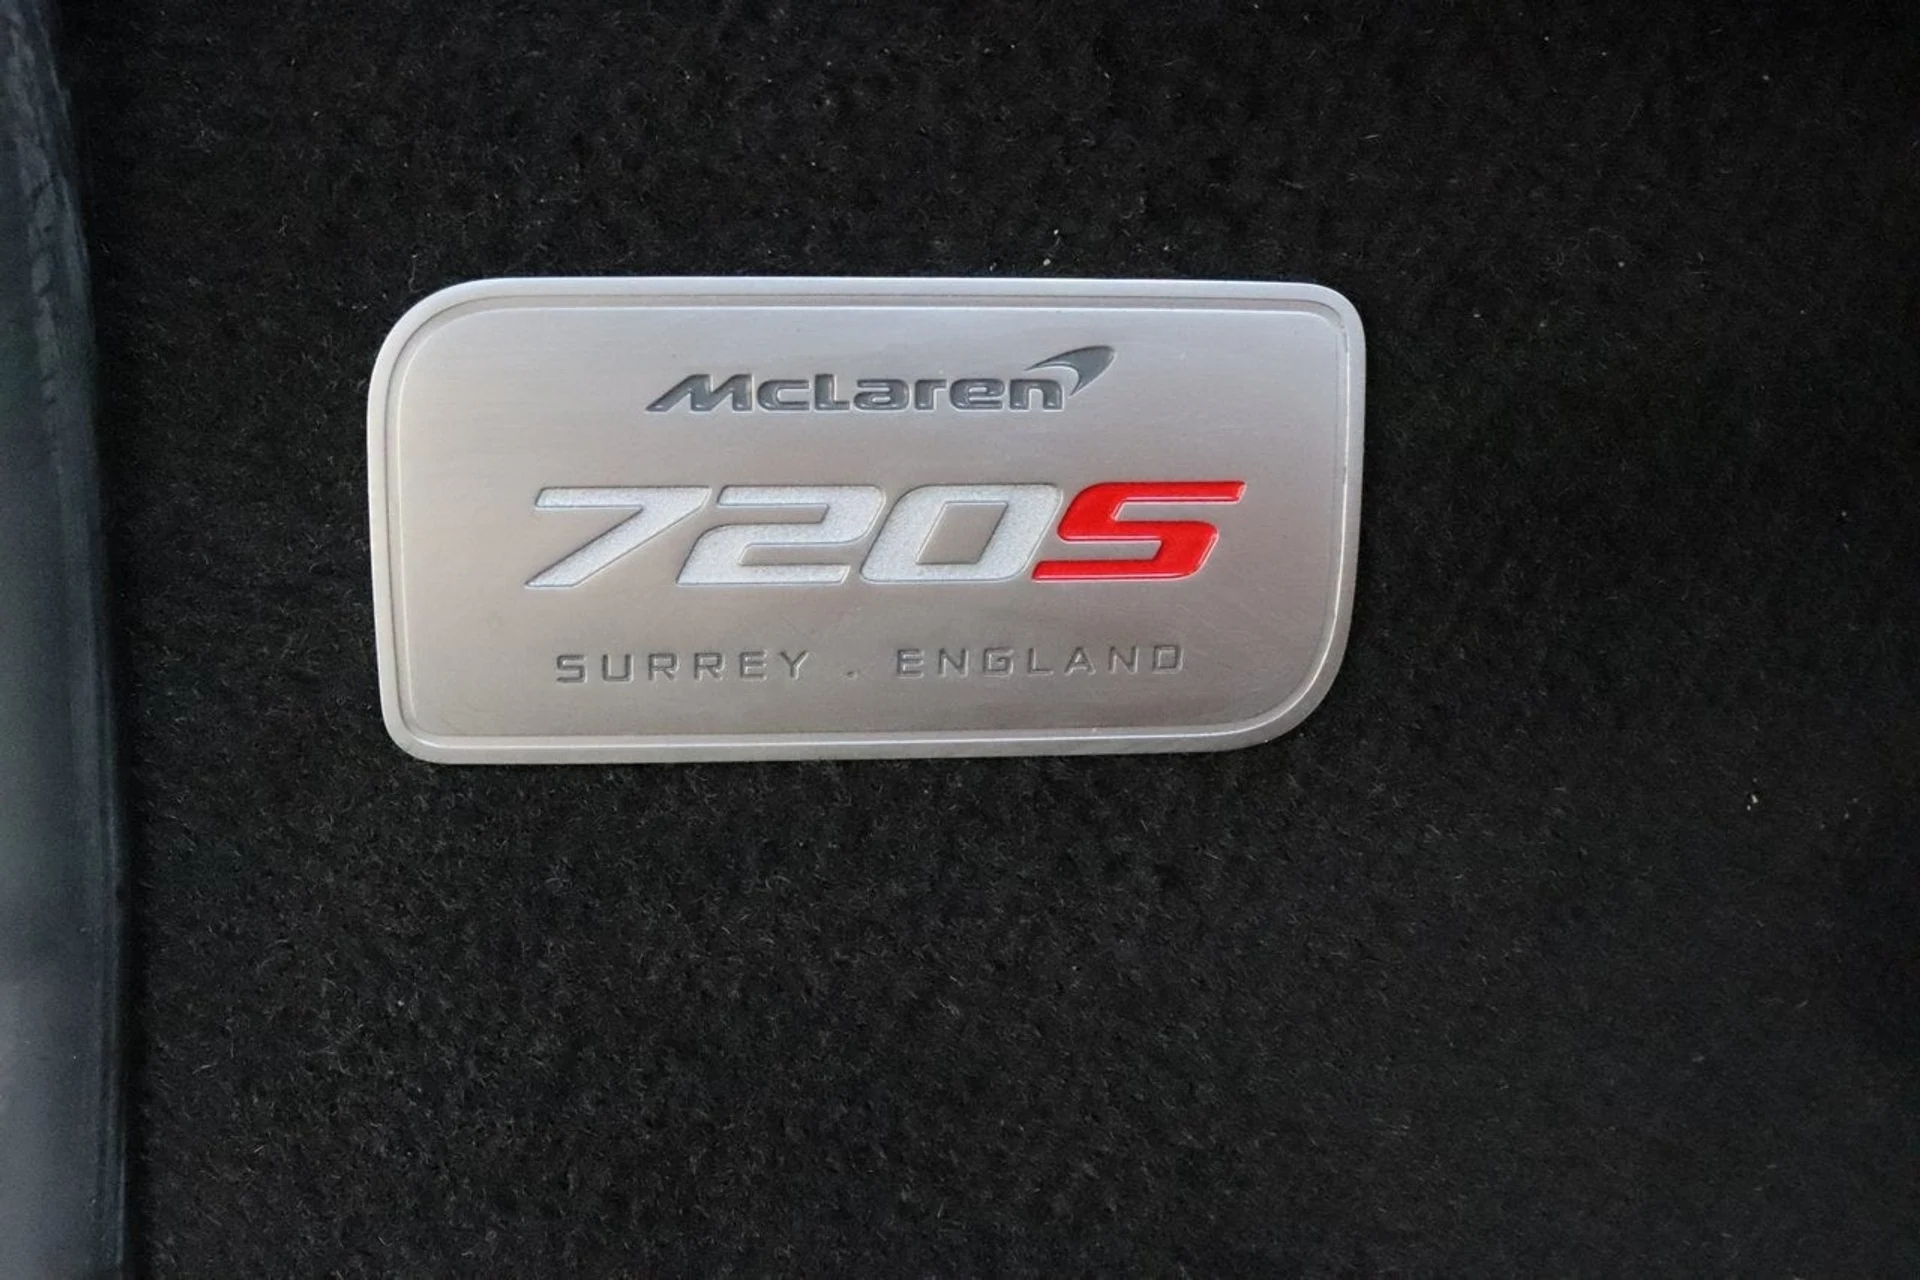 McLaren
720S
SURREY . ENGLAND